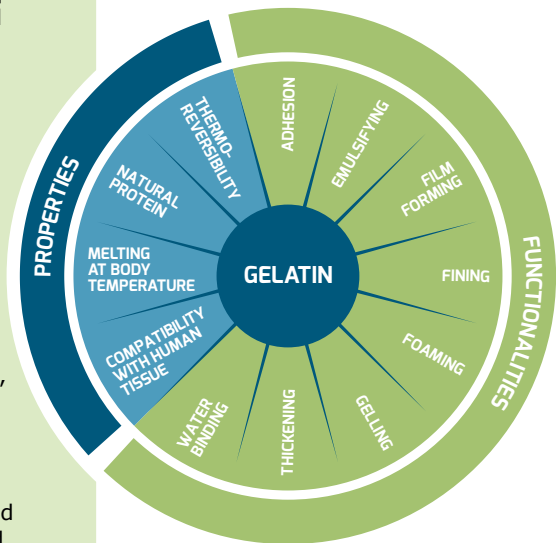 PROPERTIES
FUNCTIONALITIES
GELATIN
THERMO-
REVERSIBILITY
NATURAL
PROTEIN
MELTING
AT BODY
TEMPERATURE
COMPATIBILITY
WITH HUMAN
TISSUE
ADHESION
EMULSIFYING
FILM
FORMING
FINING
FOAMING
GELLING
THICKENING
WATER
BINDING